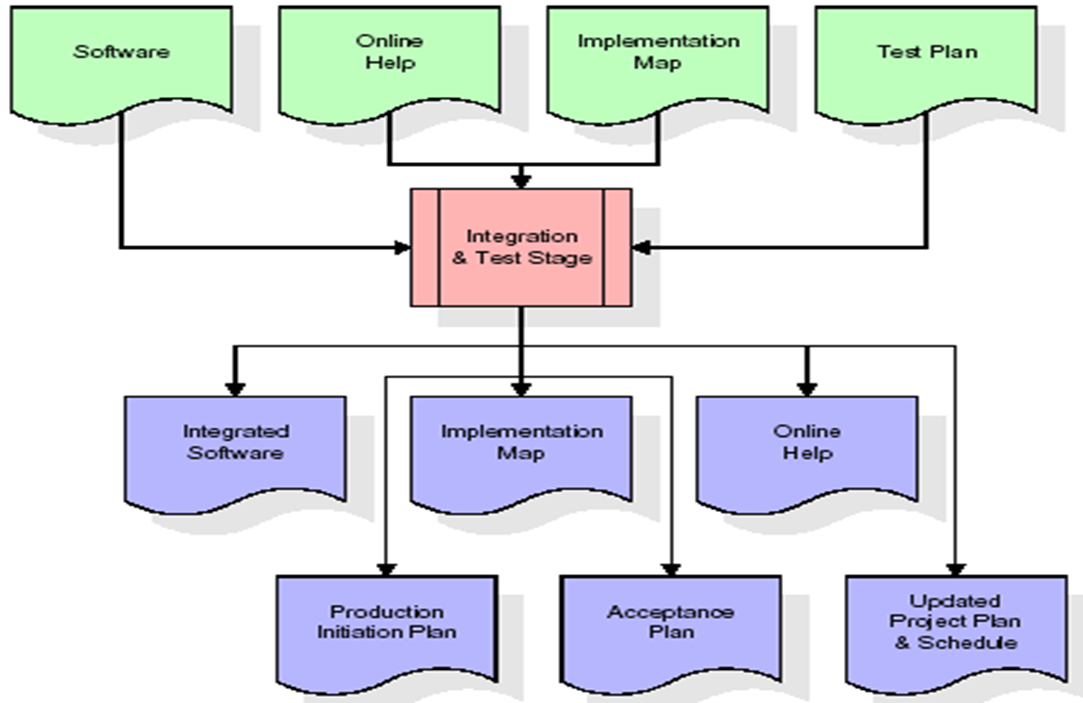 Software
Online
Help
Implementation
Map
Test Plan
Integration
& Test Stage
Integrated
Software
Implementation
Map
Online
Help
Production
Initiation Plan
Acceptance
Plan
Updated
Project Plan
& Schedule